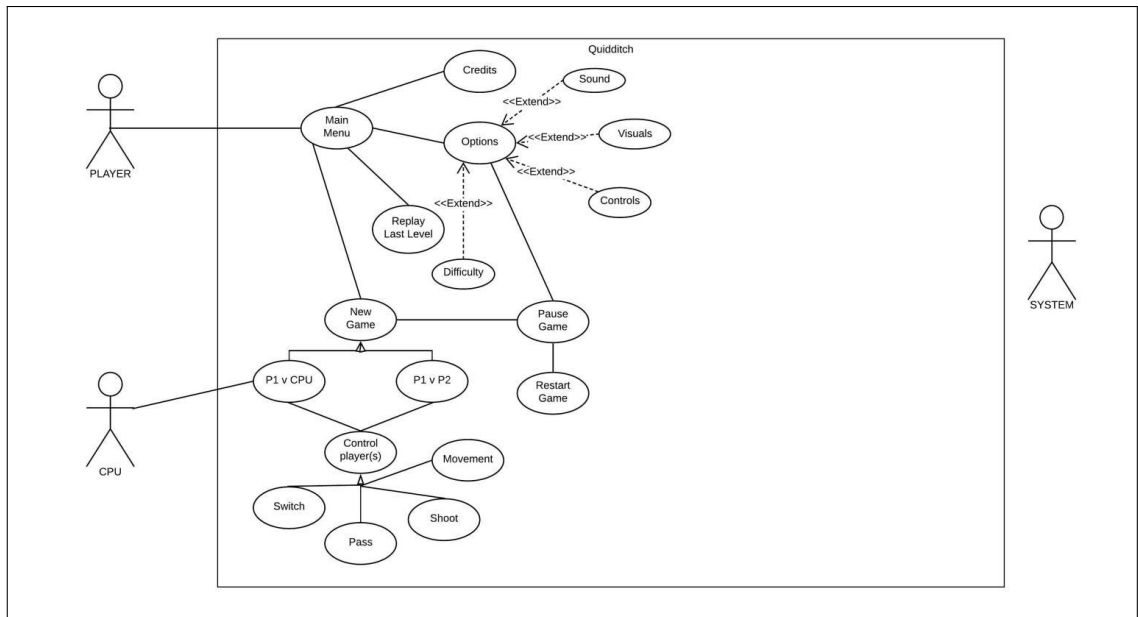 Quidditch
Credits
Sound
<<Extend>>
Main
Menu
Options
<<Extend>>
Visuals
PLAYER
<<Extend>>
Controls
<<Extend>>
Replay
Last Level
Difficulty
New
Game
Pause
Game
SYSTEM
P1 v CPU
P1 v P2
Restart
Game
Control
player(s)
Movement
CPU
Switch
Shoot
Pass